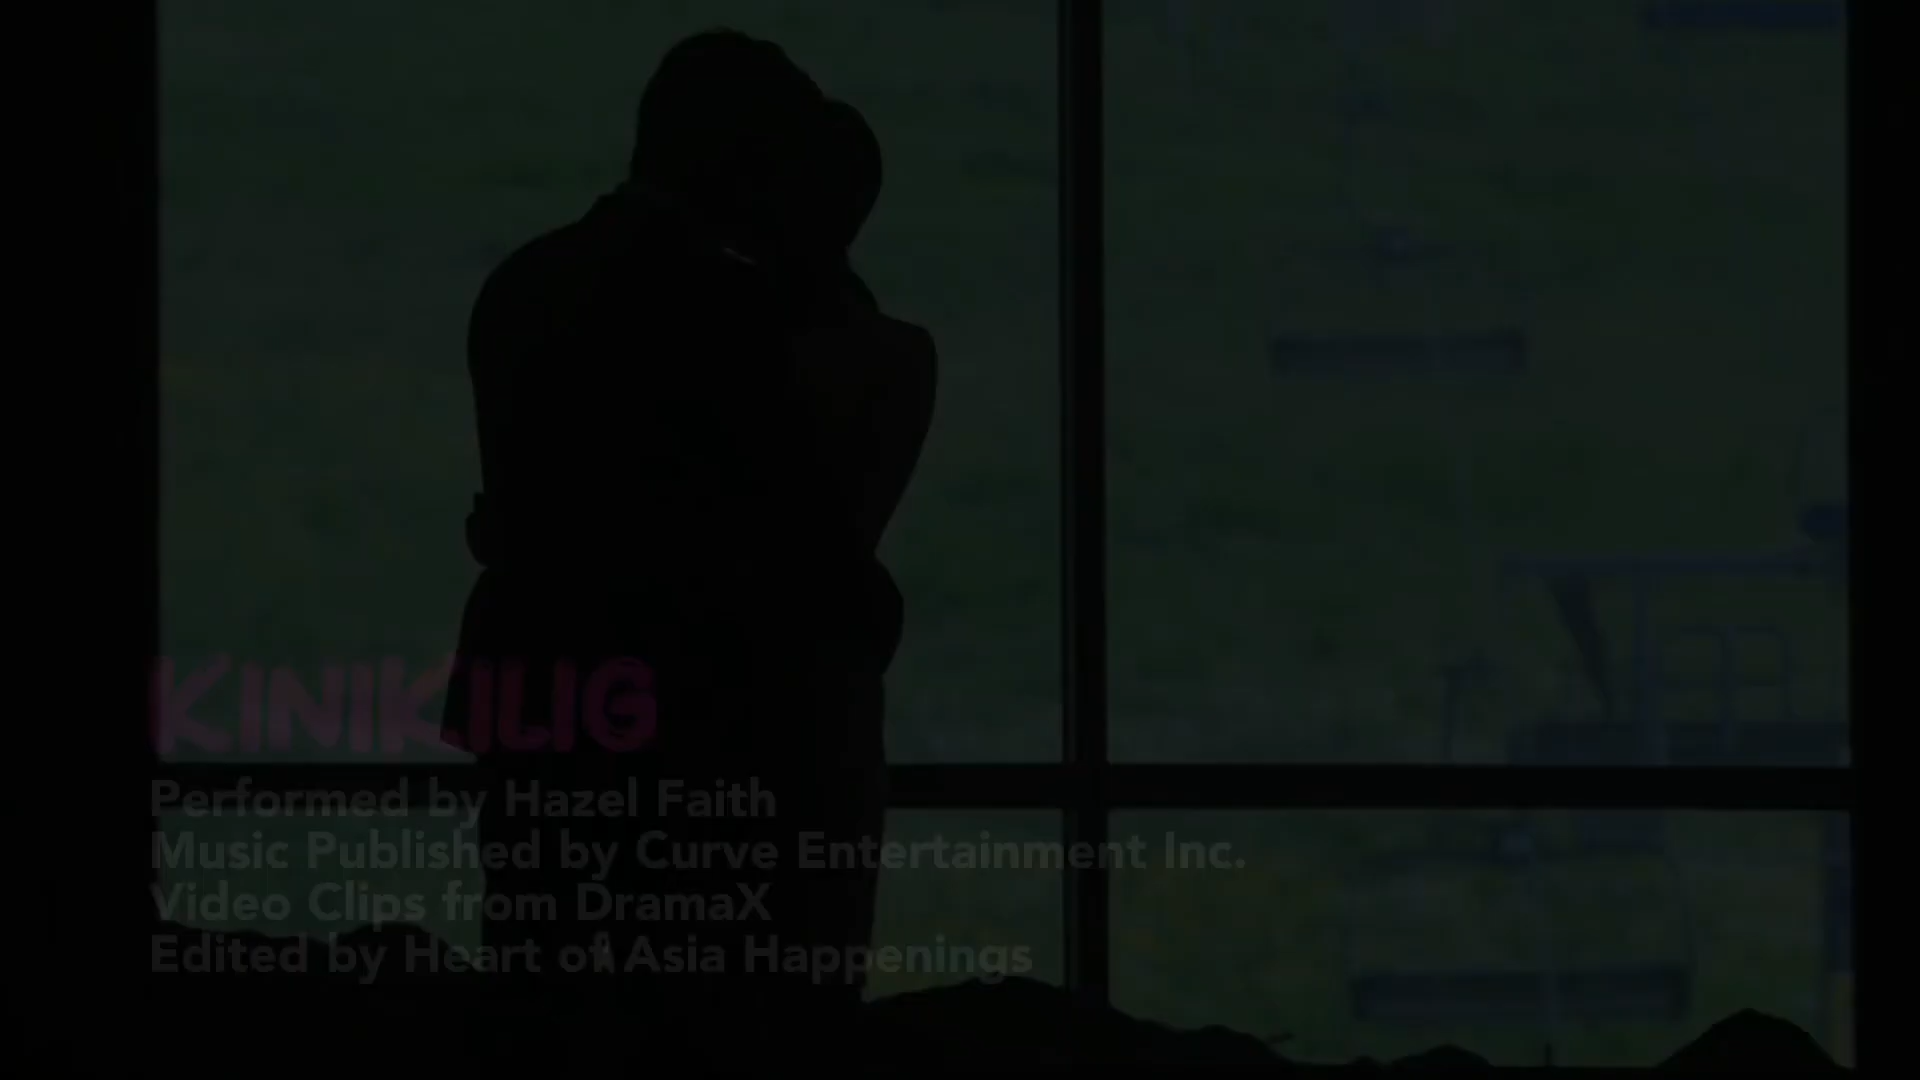 KINIKILIG
Performed by Hazel Faith
Music Published by Curve Entertainment Inc.
Video Clips from DramaX
Edited by Heart of Asia Happenings